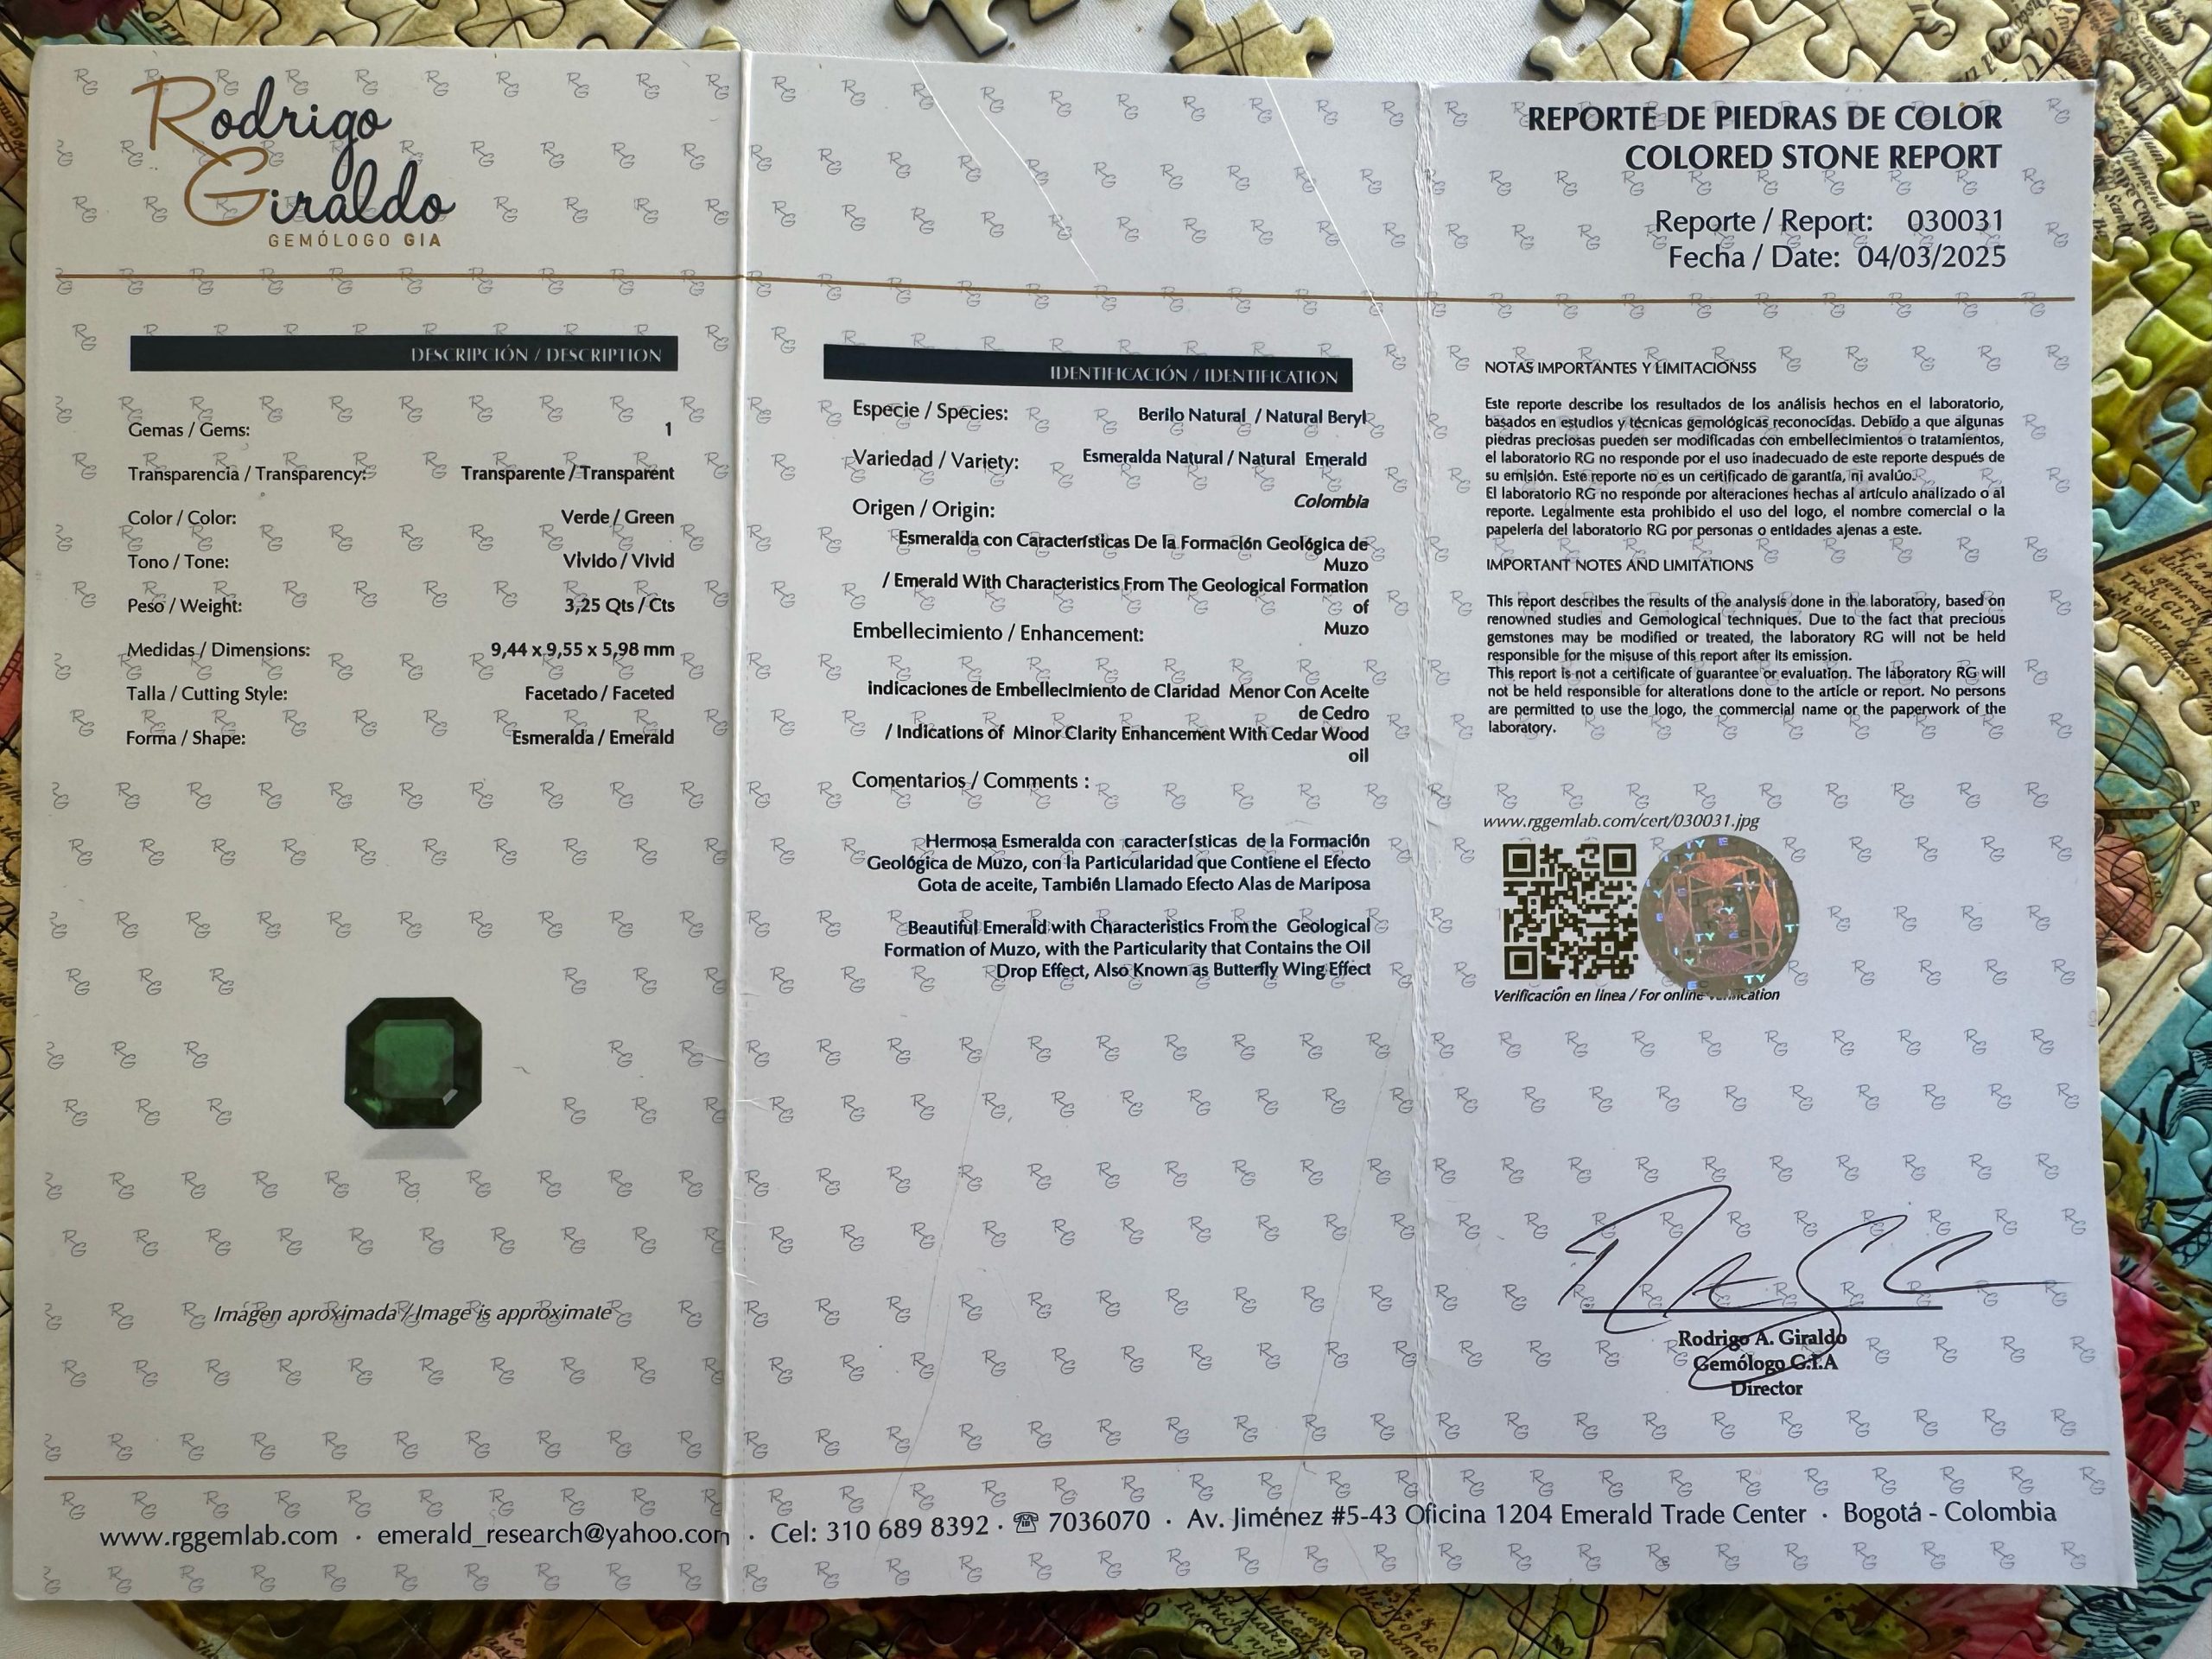 Rodrigo
Giraldo
GEMÓLOGO GIA
DESCRIPCIÓN / DESCRIPTION
Gemas / Gems: 1
Transparencia / Transparency: Transparente / Transparent
Color / Color: Verde / Green
Tono / Tone: Vívido / Vivid
Peso / Weight: 3,25 Qts / Cts
Medidas / Dimensions: 9,44 x 9,55 x 5,98 mm
Talla / Cutting Style: Facetado / Faceted
Forma / Shape: Esmeralda / Emerald
Imágen aproximada / Image is approximate
IDENTIFICACIÓN / IDENTIFICATION
Especie / Species: Berilo Natural / Natural Beryl
Variedad / Variety: Esmeralda Natural / Natural Emerald
Origen / Origin: Colombia
Esmeralda con Características De la Formación Geológica de
Muzo
/ Emerald With Characteristics From The Geological Formation
of
Muzo
Embellecimiento / Enhancement:
indicaciones de Embellecimiento de Claridad Menor Con Aceite
de Cedro
/ Indications of Minor Clarity Enhancement With Cedar Wood
oil
Comentarios / Comments :
Hermosa Esmeralda con características de la Formación
Geológica de Muzo, con la Particularidad que Contiene el Efecto
Gota de aceite, También Llamado Efecto Alas de Mariposa
Beautiful Emerald with Characteristics From the Geological
Formation of Muzo, with the Particularity that Contains the Oil
Drop Effect, Also Known as Butterfly Wing Effect
REPORTE DE PIEDRAS DE COLOR
COLORED STONE REPORT
Reporte / Report: 030031
Fecha / Date: 04/03/2025
NOTAS IMPORTANTES Y LIMITACION5S
Este reporte describe los resultados de los análisis hechos en el laboratorio,
basados en estudios y técnicas gemológicas reconocidas. Debído a que algunas
piedras preciosas pueden ser modificadas con embellecimientos o tratamientos,
el laboratorio RG no responde por el uso inadecuado de este reporte después de
su emisión. Este reporte no es un certificado de garantía, ni avalúo.
El laboratorio RG no responde por alteraciones hechas al artículo analizado o al
reporte. Legalmente esta prohibido el uso del logo, el nombre comercial o la
papelería del laboratorio RG por personas o entidades ajenas a este.
IMPORTANT NOTES AND LIMITATIONS
This report describes the results of the analysis done in the laboratory, based on
renowned studies and Gemological techniques. Due to the fact that precious
gemstones may be modified or treated, the laboratory RG will not be held
responsible for the misuse of this report after its emission.
This report is not a certificate of guarantee or evaluation. The laboratory RG will
not be held responsible for alterations done to the article or report. No persons
are permitted to use the logo, the commercial name or the paperwork of the
laboratory.
www.rggemlab.com/cert/030031.jpg
Verificación en línea / For online
Rodrigo A. Giraldo
Gemólogo G.I.A
Director
www.rggemlab.com · emerald_research@yahoo.com · Cel: 310 689 8392 · ☎ 7036070 · Av. Jiménez #5-43 Oficina 1204 Emerald Trade Center · Bogotá - Colombia